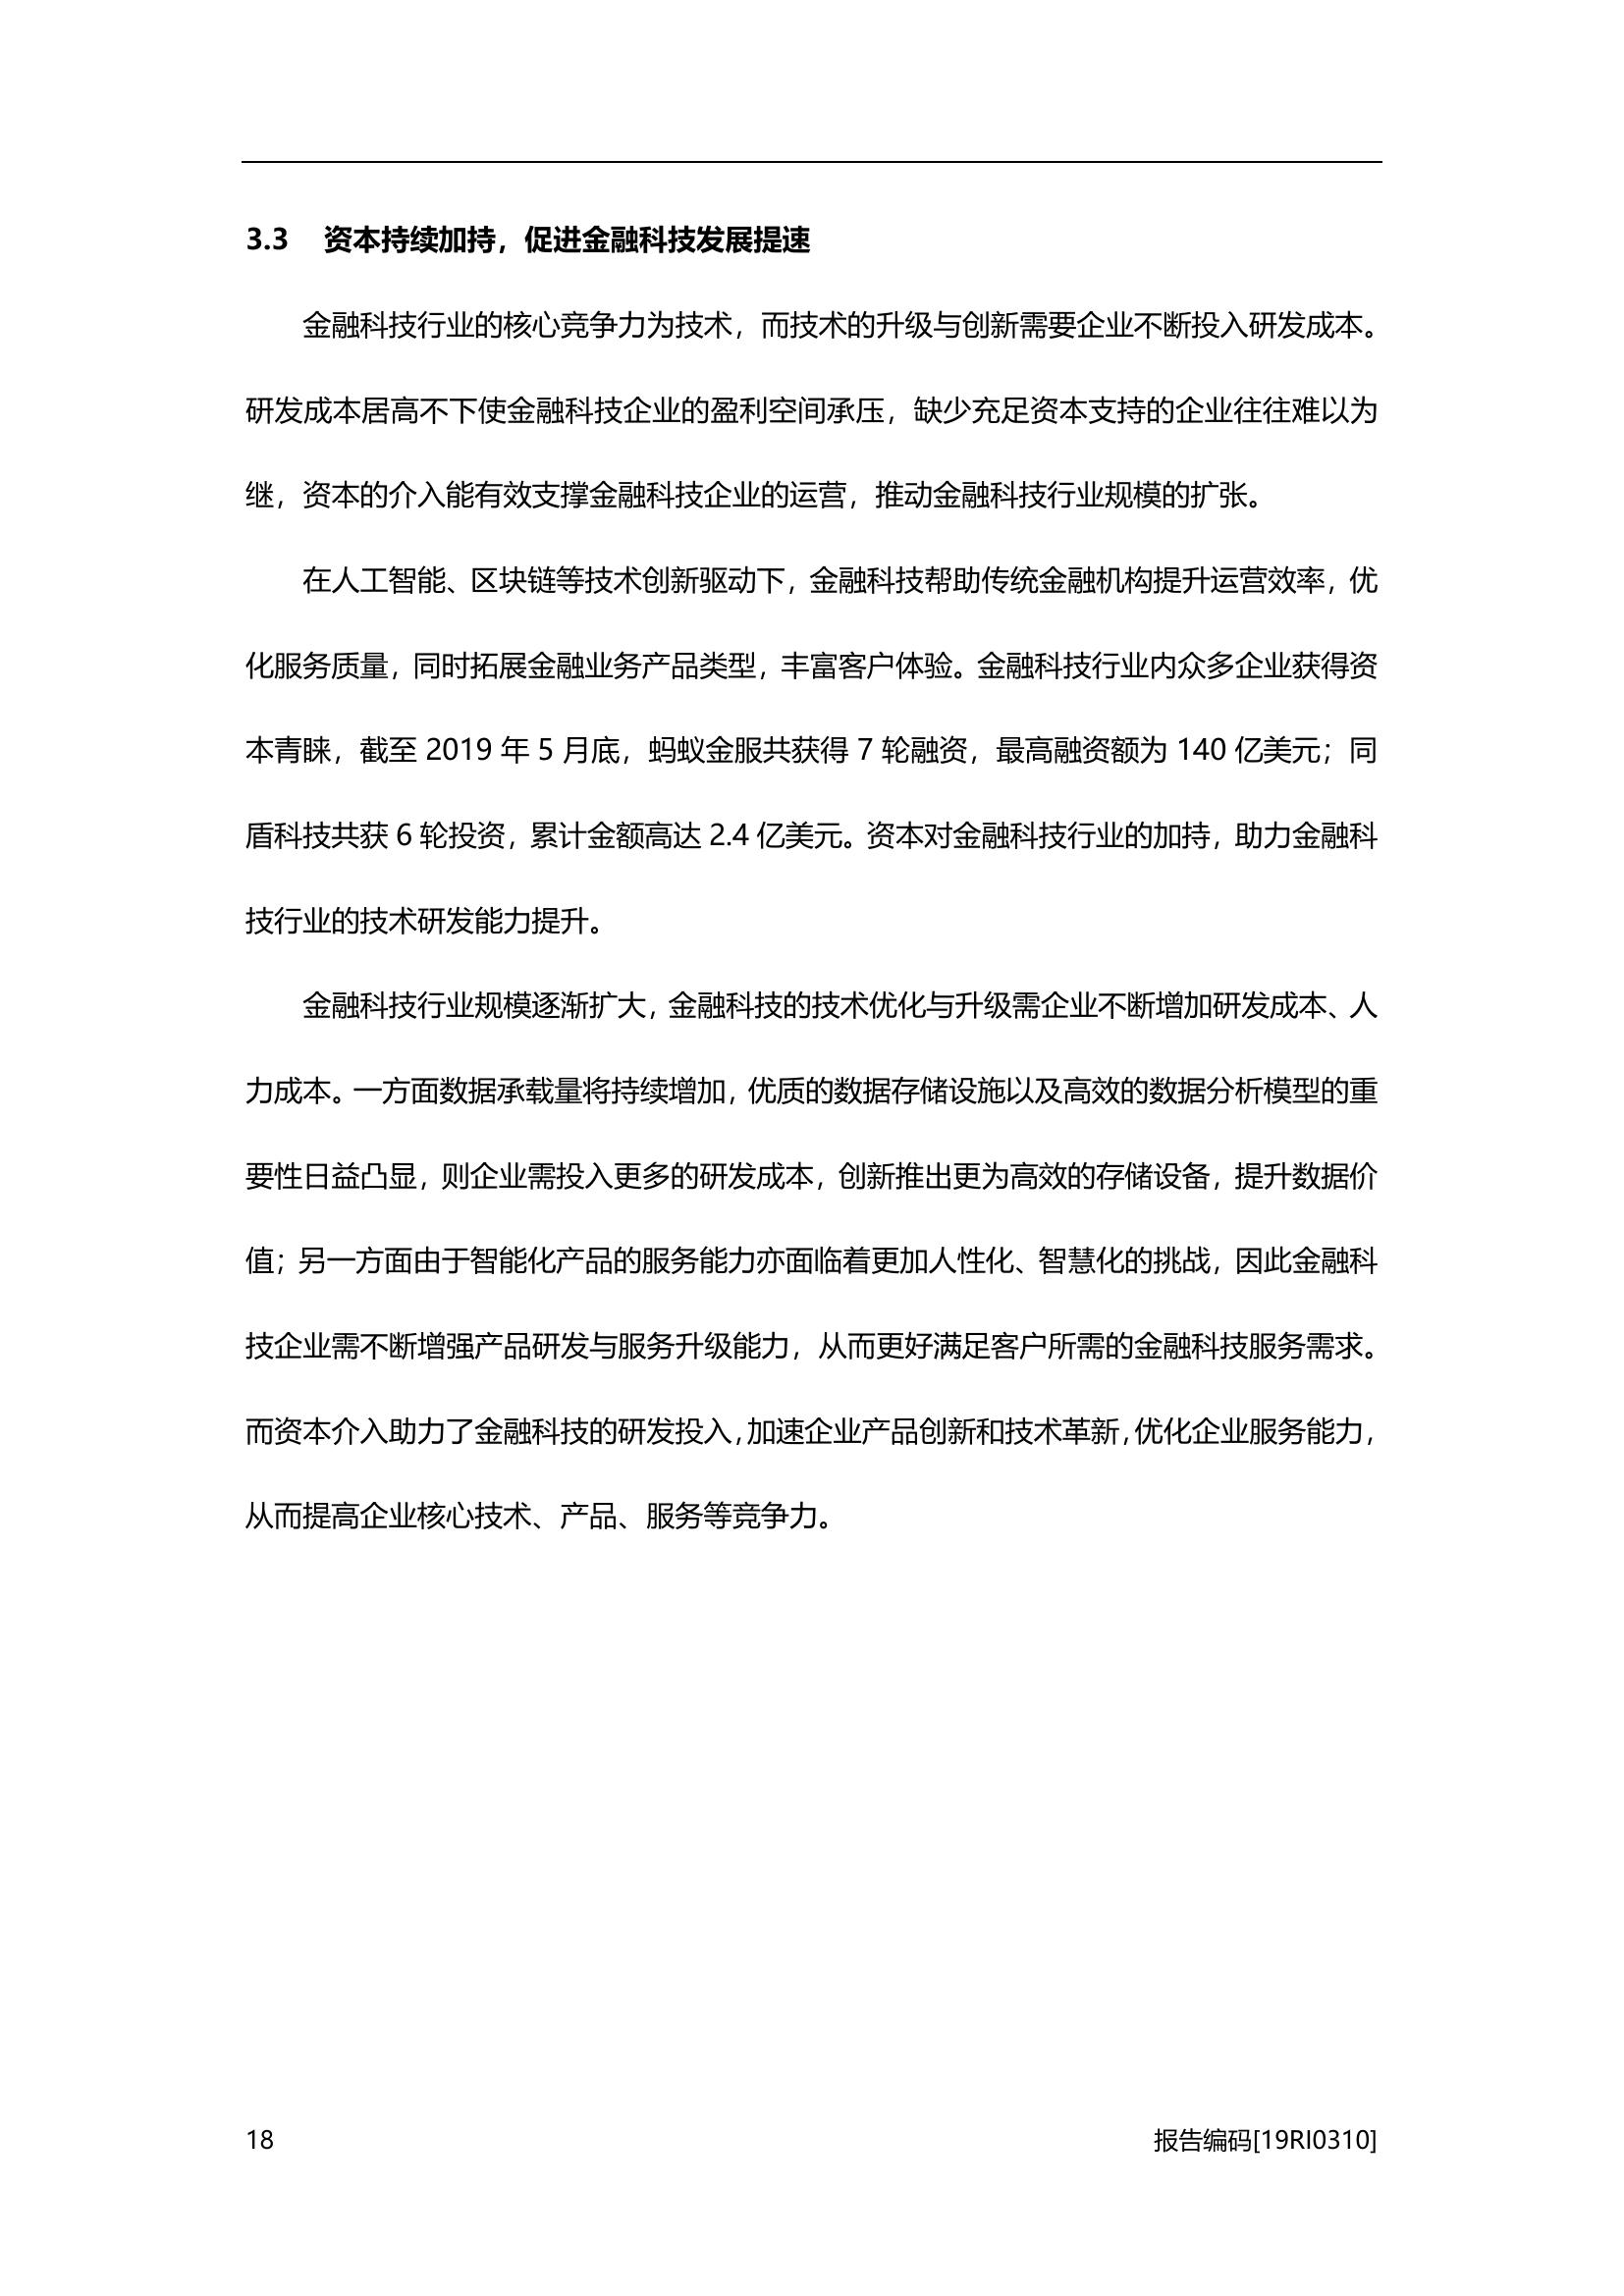 3.3 资本持续加持，促进金融科技发展提速
金融科技行业的核心竞争力为技术，而技术的升级与创新需要企业不断投入研发成本。
研发成本居高不下使金融科技企业的盈利空间承压，缺少充足资本支持的企业往往难以为
继，资本的介入能有效支撑金融科技企业的运营，推动金融科技行业规模的扩张。
在人工智能、区块链等技术创新驱动下，金融科技帮助传统金融机构提升运营效率，优
化服务质量，同时拓展金融业务产品类型，丰富客户体验。金融科技行业内众多企业获得资
本青睐，截至 2019 年 5 月底，蚂蚁金服共获得 7 轮融资，最高融资额为 140 亿美元；同
盾科技共获 6 轮投资，累计金额高达 2.4 亿美元。资本对金融科技行业的加持，助力金融科
技行业的技术研发能力提升。
金融科技行业规模逐渐扩大，金融科技的技术优化与升级需企业不断增加研发成本、人
力成本。一方面数据承载量将持续增加，优质的数据存储设施以及高效的数据分析模型的重
要性日益凸显，则企业需投入更多的研发成本，创新推出更为高效的存储设备，提升数据价
值；另一方面由于智能化产品的服务能力亦面临着更加人性化、智慧化的挑战，因此金融科
技企业需不断增强产品研发与服务升级能力，从而更好满足客户所需的金融科技服务需求。
而资本介入助力了金融科技的研发投入，加速企业产品创新和技术革新，优化企业服务能力，
从而提高企业核心技术、产品、服务等竞争力。
18 报告编码[19RI0310]